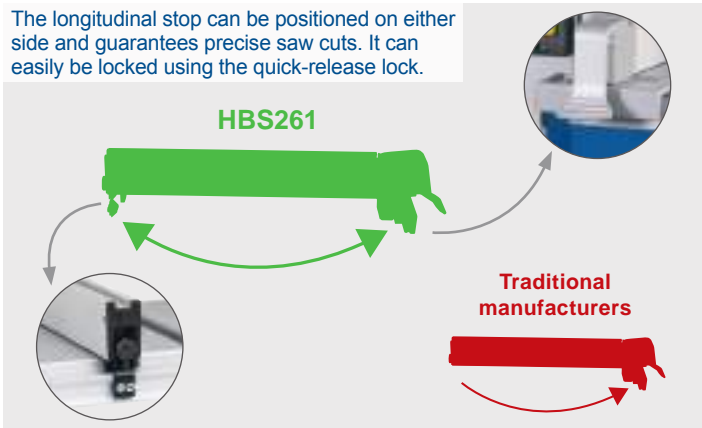 The longitudinal stop can be positioned on either
side and guarantees precise saw cuts. It can
easily be locked using the quick-release lock.
HBS261
Traditional
manufacturers